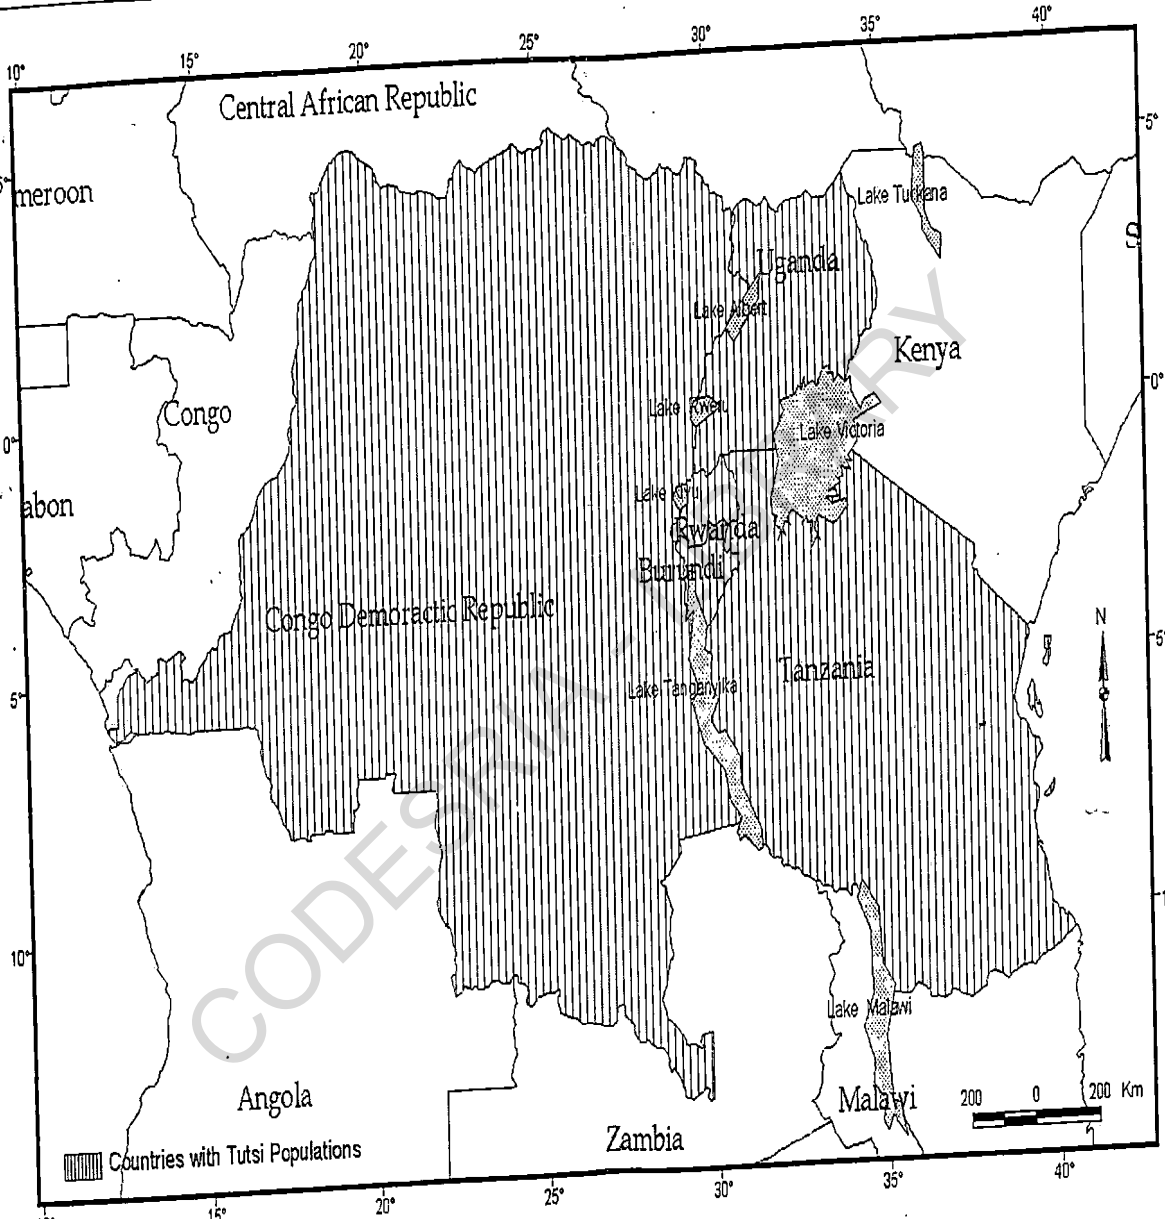 10°
15°
20°
25°
30°
35°
40°
Central African Republic
5°
meroon
Lake Turkana
S
Uganda
Lake Albert
Kenya
0°
Congo
Lake Rweru
Lake Victoria
0°
abon
Lake Kivu
Rwanda
Burundi
Congo Demoractic Republic
N
5°
Tanzania
5°
Lake Tanganyika
10°
Lake Malawi
Angola
Malawi
200 0 200 Km
Zambia
Countries with Tutsi Populations
15°
20°
25°
30°
35°
40°
CODESRIA - LIBRARY